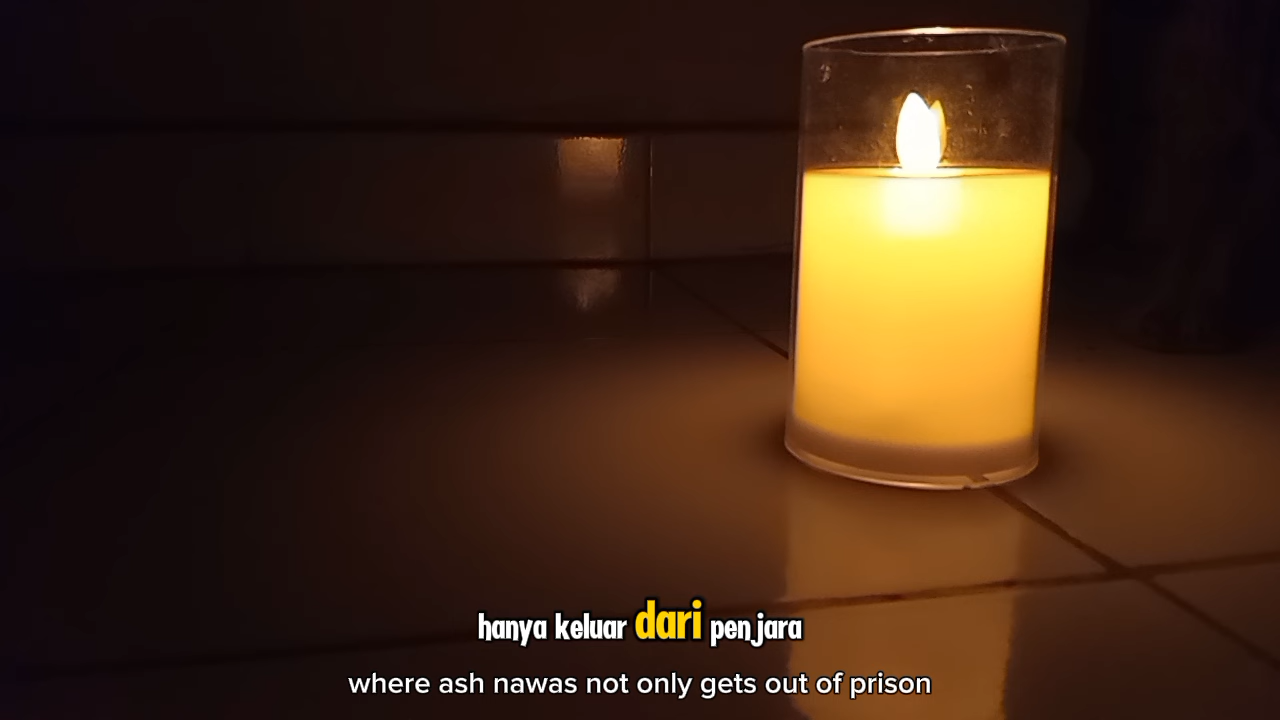 hanya keluar dari penjara
where ash nawas not only gets out of prison